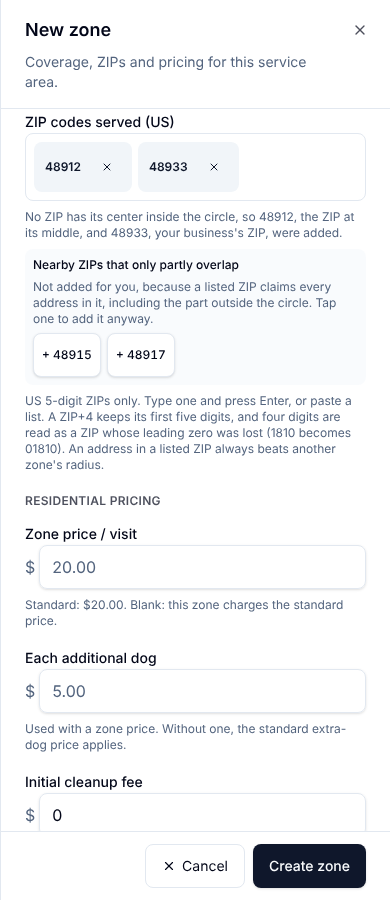 New zone
Coverage, ZIPs and pricing for this service
area.
ZIP codes served (US)
48912 ×
48933 ×
No ZIP has its center inside the circle, so 48912, the ZIP at
its middle, and 48933, your business's ZIP, were added.
Nearby ZIPs that only partly overlap
Not added for you, because a listed ZIP claims every
address in it, including the part outside the circle. Tap
one to add it anyway.
+ 48915
+ 48917
US 5-digit ZIPs only. Type one and press Enter, or paste a
list. A ZIP+4 keeps its first five digits, and four digits are
read as a ZIP whose leading zero was lost (1810 becomes
01810). An address in a listed ZIP always beats another
zone's radius.
RESIDENTIAL PRICING
Zone price / visit
$ 20.00
Standard: $20.00. Blank: this zone charges the standard
price.
Each additional dog
$ 5.00
Used with a zone price. Without one, the standard extra-
dog price applies.
Initial cleanup fee
$ 0
× Cancel
Create zone